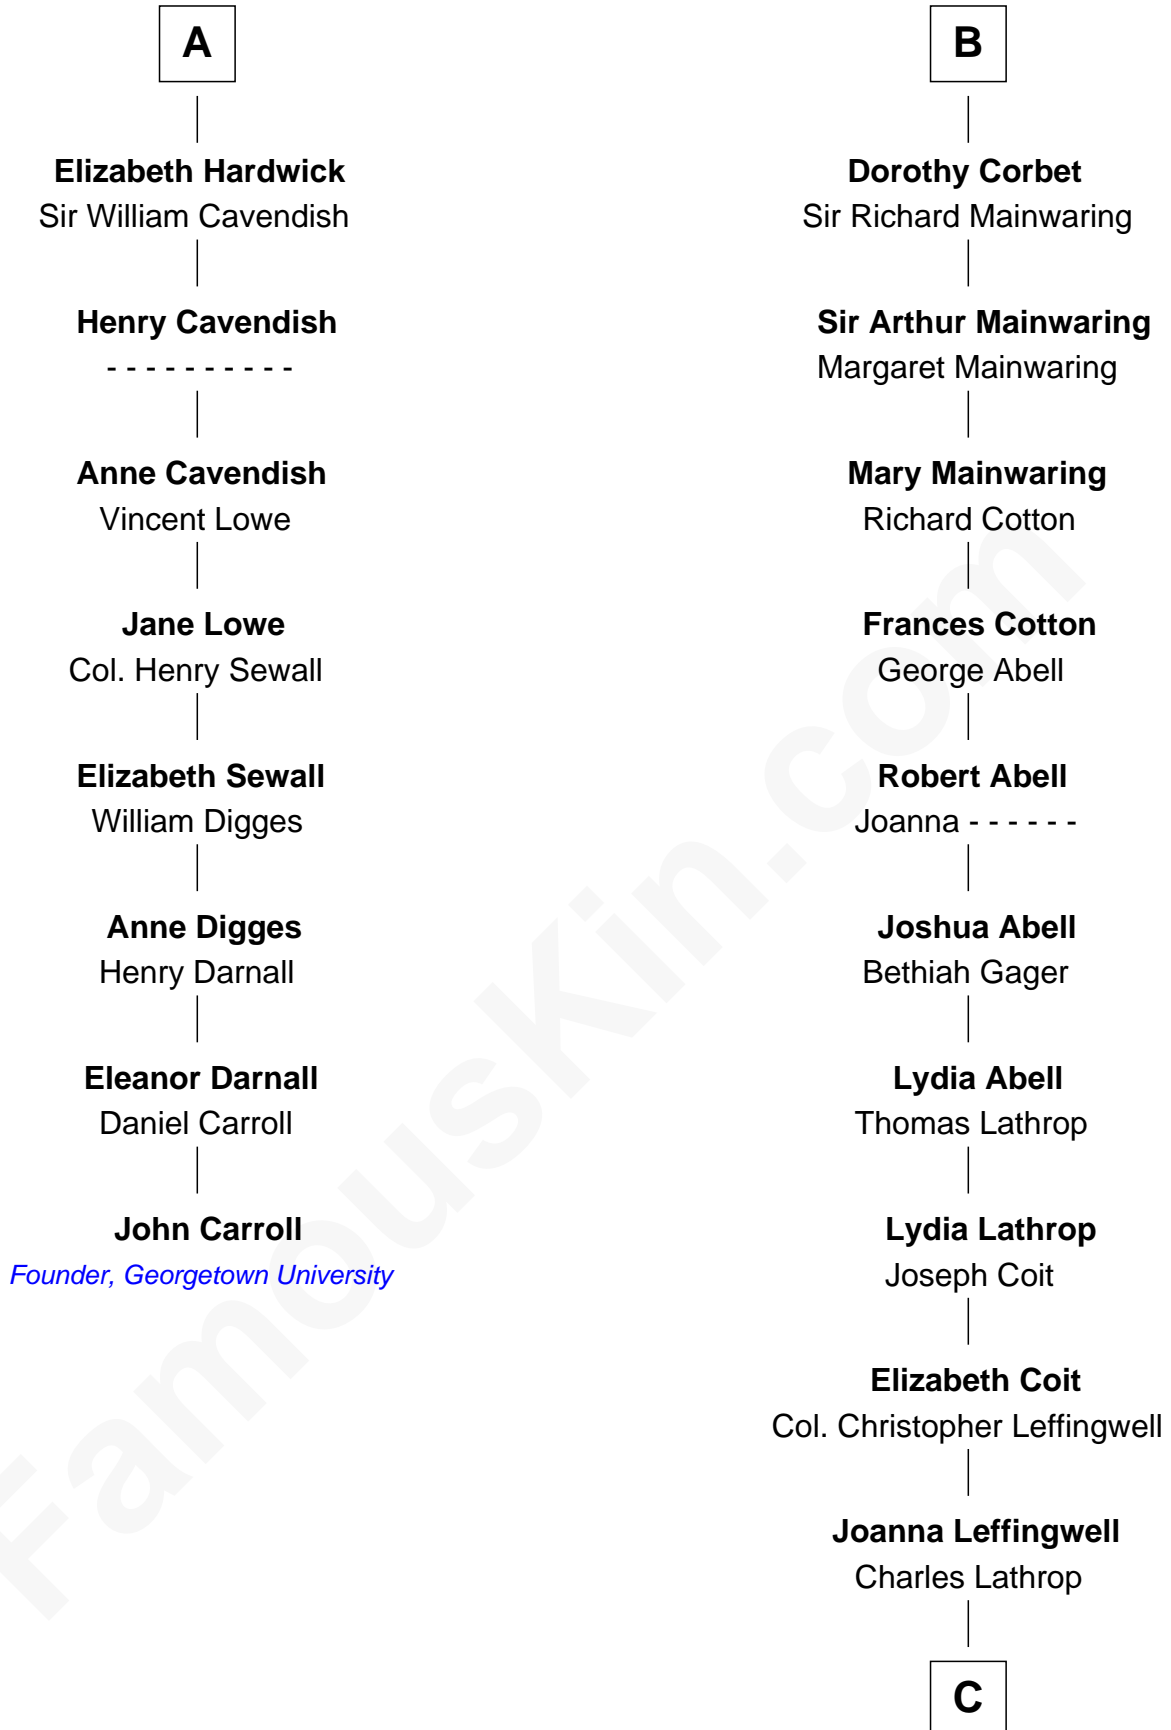 A
Elizabeth Hardwick
Sir William Cavendish
Henry Cavendish
- - - - - - - - - -
Anne Cavendish
Vincent Lowe
Jane Lowe
Col. Henry Sewall
Elizabeth Sewall
William Digges
Anne Digges
Henry Darnall
Eleanor Darnall
Daniel Carroll
John Carroll
Founder, Georgetown University
B
Dorothy Corbet
Sir Richard Mainwaring
Sir Arthur Mainwaring
Margaret Mainwaring
Mary Mainwaring
Richard Cotton
Frances Cotton
George Abell
Robert Abell
Joanna - - - - - -
Joshua Abell
Bethiah Gager
Lydia Abell
Thomas Lathrop
Lydia Lathrop
Joseph Coit
Elizabeth Coit
Col. Christopher Leffingwell
Joanna Leffingwell
Charles Lathrop
C
FamousKin.com